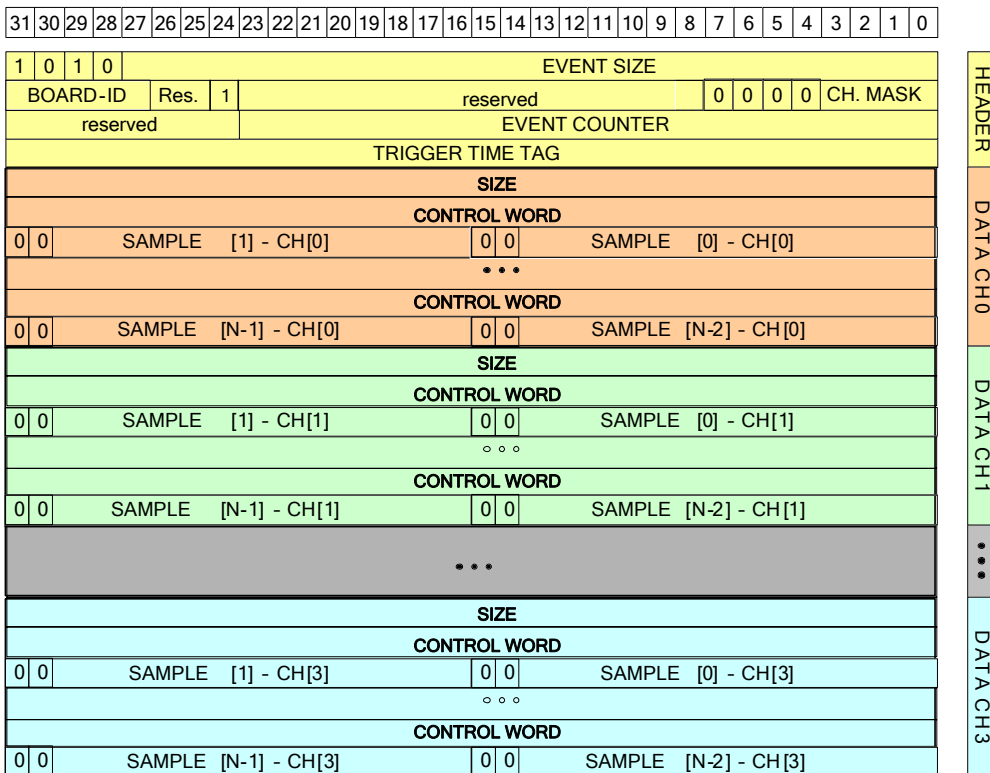 31 30 29 28 27 26 25 24 23 22 21 20 19 18 17 16 15 14 13 12 11 10 9 8 7 6 5 4 3 2 1 0
1 0 1 0 EVENT SIZE
BOARD-ID Res. 1 reserved 0 0 0 0 CH. MASK
reserved EVENT COUNTER
TRIGGER TIME TAG
HEADER
SIZE
CONTROL WORD
0 0 SAMPLE [1] - CH[0] 0 0 SAMPLE [0] - CH[0]
CONTROL WORD
0 0 SAMPLE [N-1] - CH[0] 0 0 SAMPLE [N-2] - CH[0]
DATA CH0
SIZE
CONTROL WORD
0 0 SAMPLE [1] - CH[1] 0 0 SAMPLE [0] - CH[1]
CONTROL WORD
0 0 SAMPLE [N-1] - CH[1] 0 0 SAMPLE [N-2] - CH[1]
DATA CH1
SIZE
CONTROL WORD
0 0 SAMPLE [1] - CH[3] 0 0 SAMPLE [0] - CH[3]
CONTROL WORD
0 0 SAMPLE [N-1] - CH[3] 0 0 SAMPLE [N-2] - CH[3]
DATA CH3